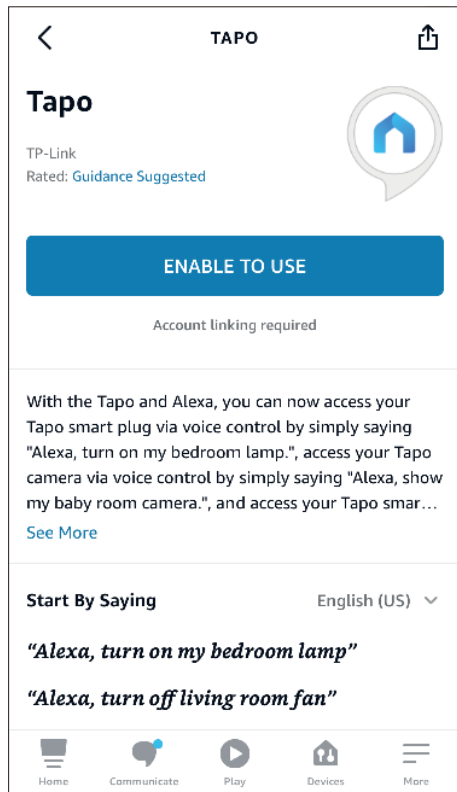 TAPO
Tapo
TP-Link
Rated: Guidance Suggested
ENABLE TO USE
Account linking required
With the Tapo and Alexa, you can now access your
Tapo smart plug via voice control by simply saying
"Alexa, turn on my bedroom lamp.", access your Tapo
camera via voice control by simply saying "Alexa, show
my baby room camera.", and access your Tapo smar...
See More
Start By Saying English (US)
“Alexa, turn on my bedroom lamp”
“Alexa, turn off living room fan”
Home Communicate Play Devices More